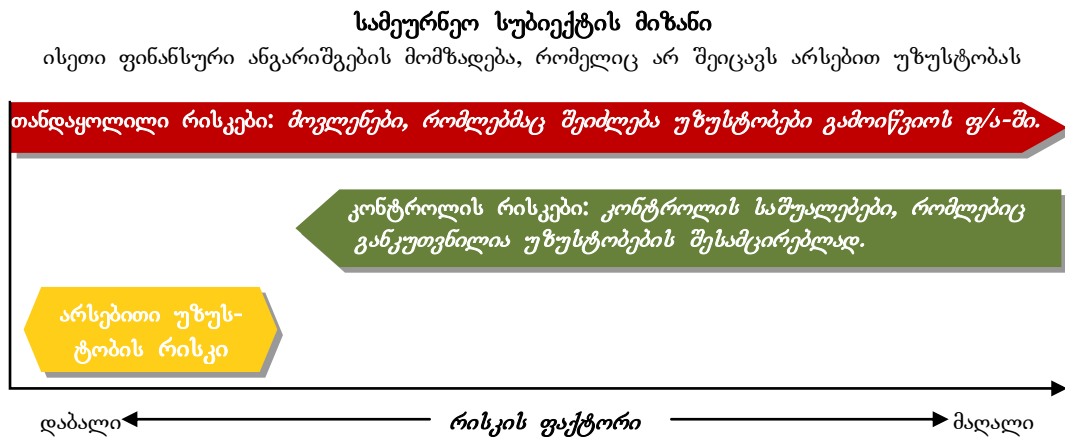 სამეურნეო სუბიექტის მიზანი
ისეთი ფინანსური ანგარიშგების მომზადება, რომელიც არ შეიცავს არსებით უზუსტობას
თანდაყოლილი რისკები: მოვლენები, რომლებმაც შეიძლება უზუსტობები გამოიწვიოს ფ/ა-ში.
კონტროლის რისკები: კონტროლის საშუალებები, რომლებიც
განკუთვნილია უზუსტობების შესამცირებლად.
არსებითი უზუს-
ტობის რისკი
დაბალი რისკის ფაქტორი მაღალი